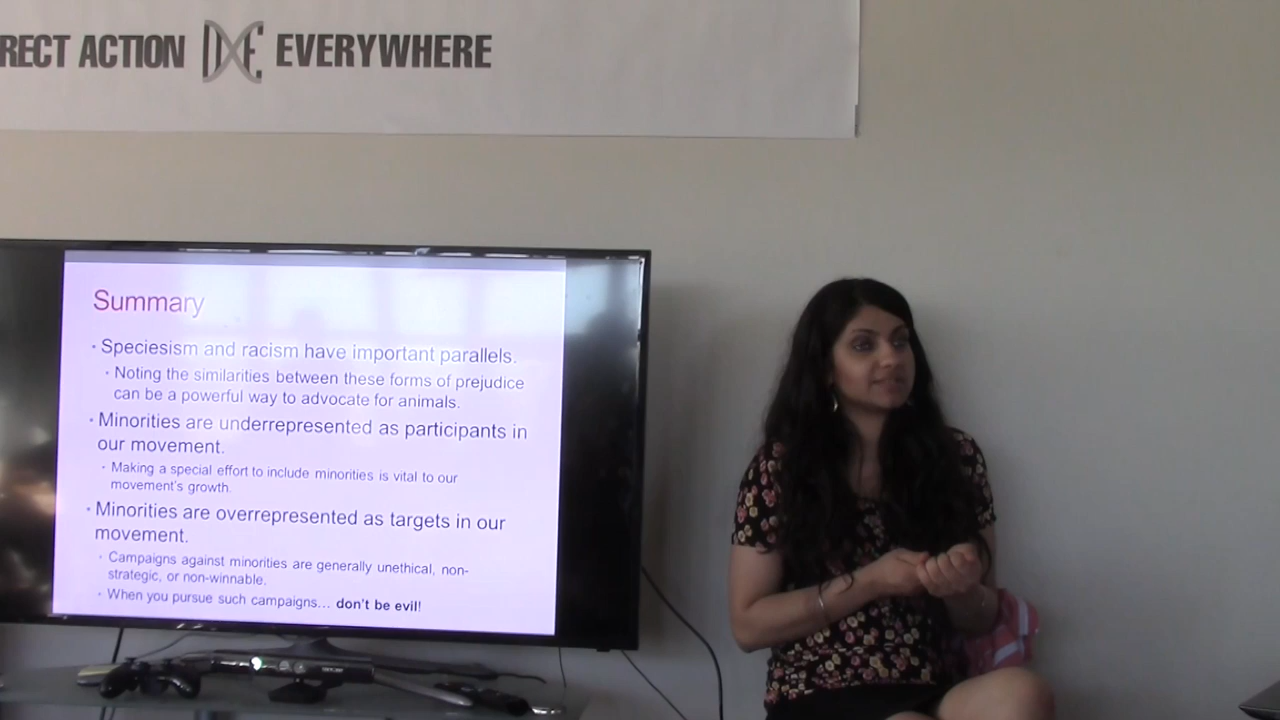 RECT ACTION DXE EVERYWHERE
Summary
• Speciesism and racism have important parallels.
• Noting the similarities between these forms of prejudice
can be a powerful way to advocate for animals.
• Minorities are underrepresented as participants in
our movement.
• Making a special effort to include minorities is vital to our
movement's growth.
• Minorities are overrepresented as targets in our
movement.
• Campaigns against minorities are generally unethical, non-
strategic, or non-winnable.
• When you pursue such campaigns... don't be evil!